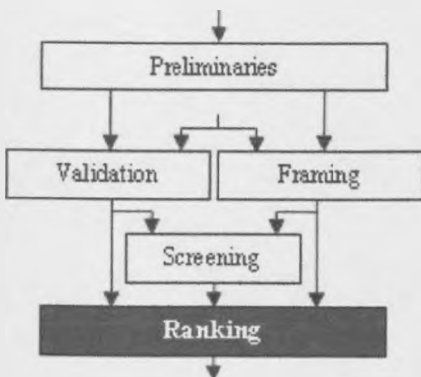 Preliminaries
Validation
Framing
Screening
Ranking